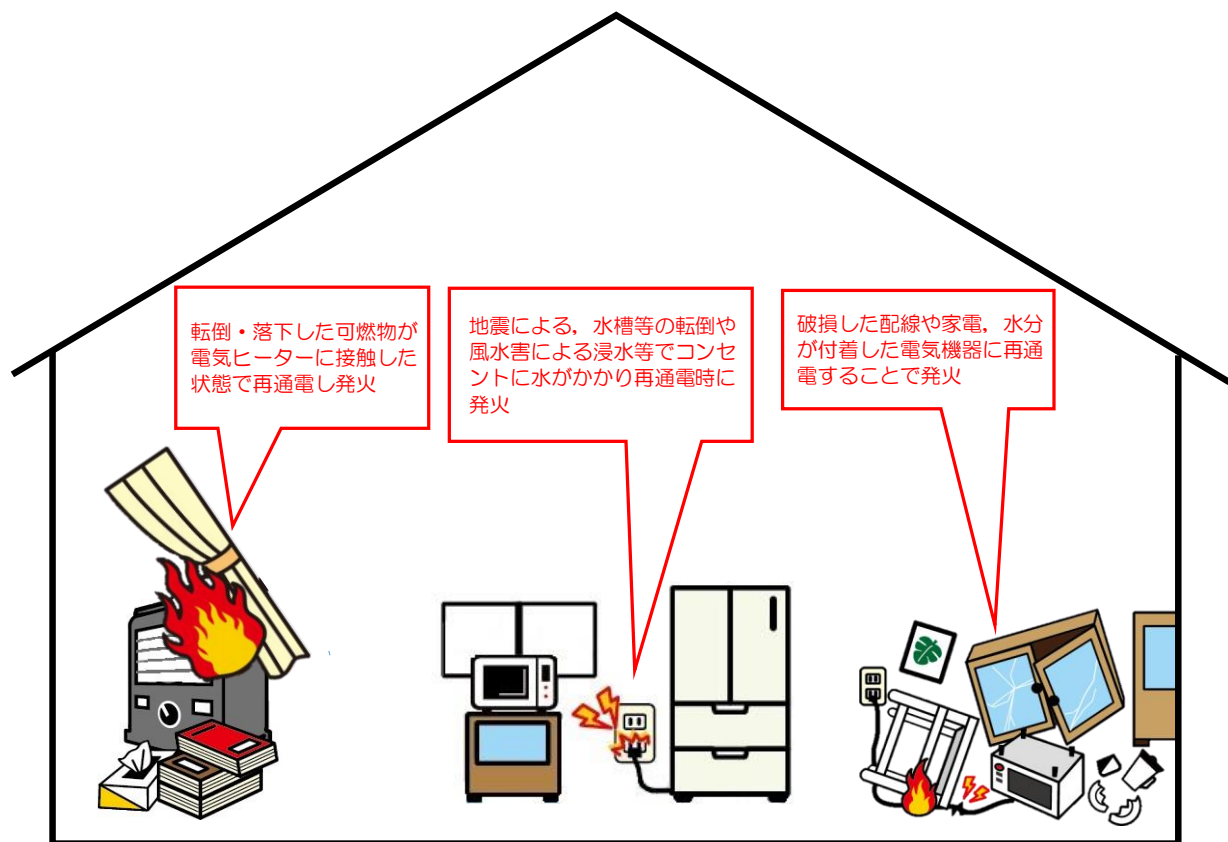 転倒・落下した可燃物が
電気ヒーターに接触した
状態で再通電し発火
地震による，水槽等の転倒や
風水害による浸水等でコンセ
ントに水がかかり再通電時に
発火
破損した配線や家電，水分
が付着した電気機器に再通
電することで発火